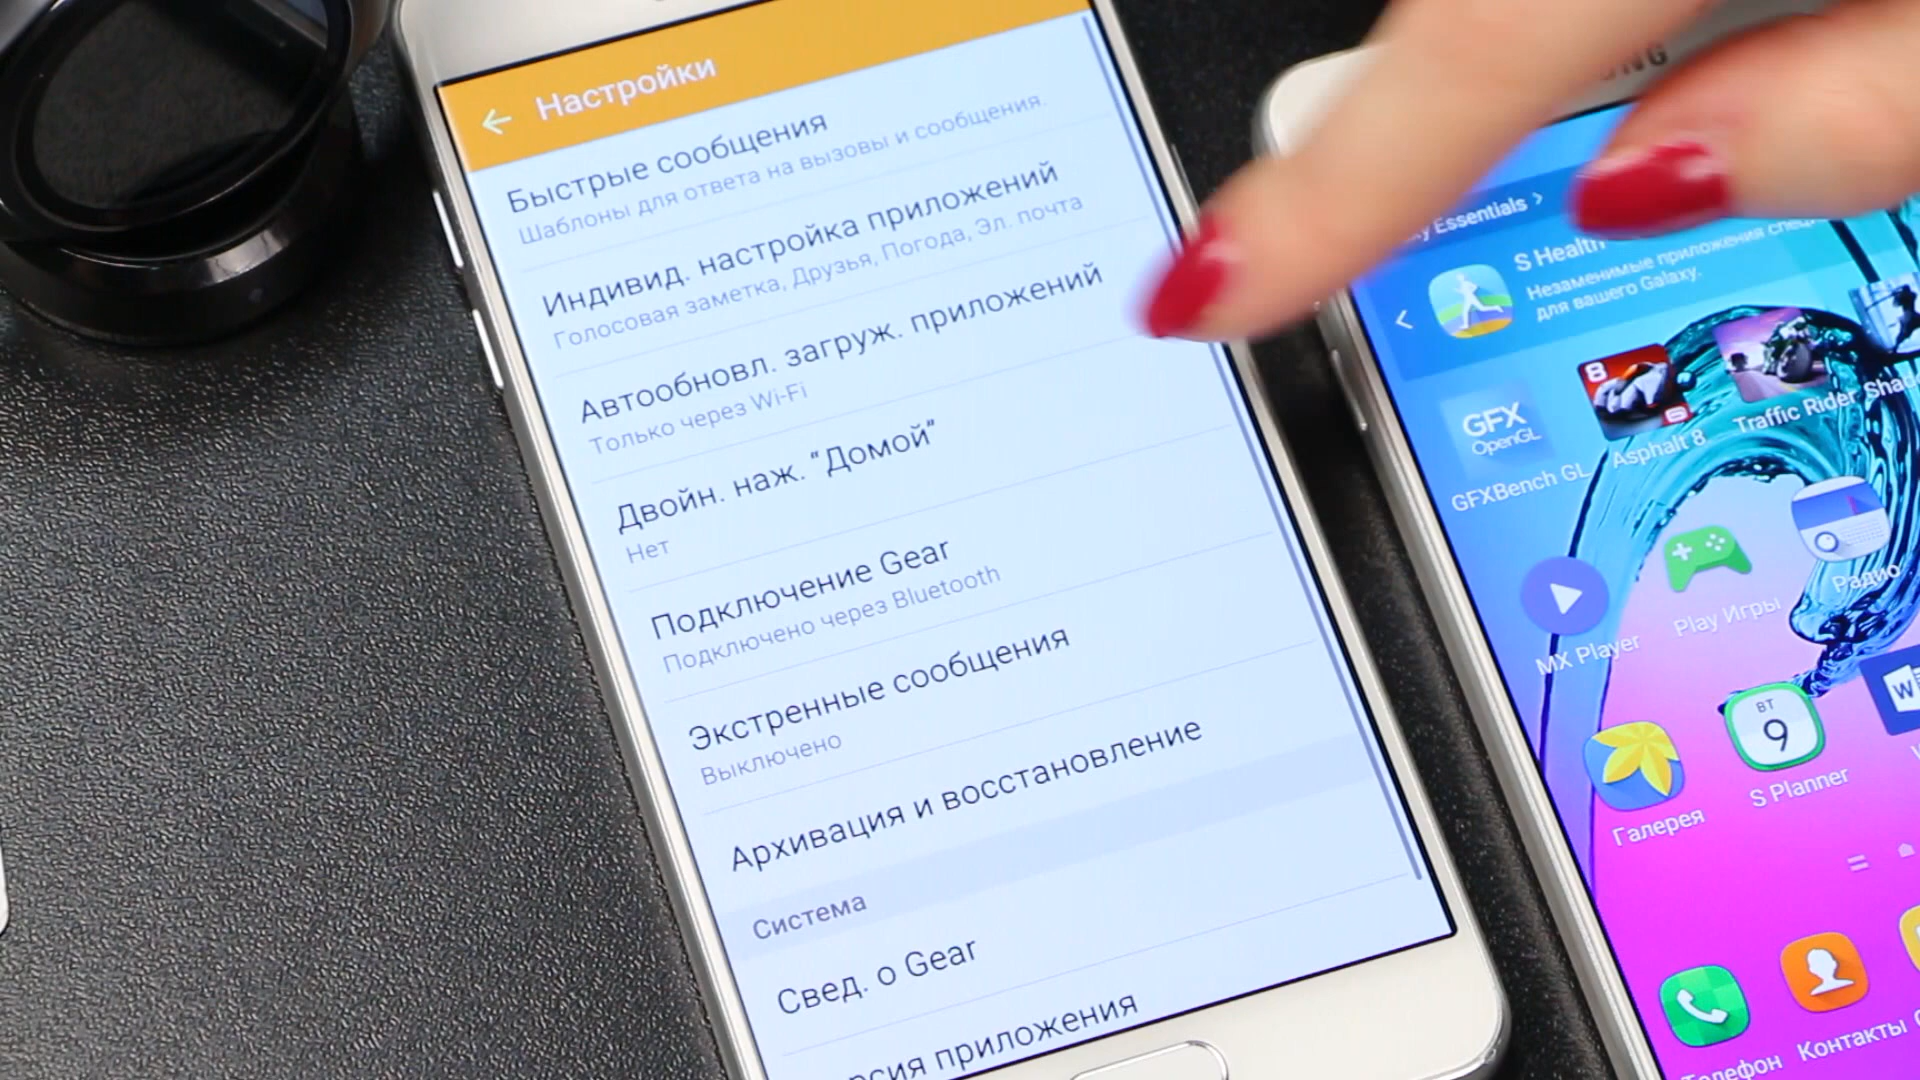 Настройки
Быстрые сообщения
Шаблоны для ответа на вызовы и сообщения.
Индивид. настройка приложений
Голосовая заметка, Друзья, Погода, Эл. почта
Автообновл. загруж. приложений
Только через Wi-Fi
Двойн. наж. "Домой"
Нет
Подключение Gear
Подключено через Bluetooth
Экстренные сообщения
Выключено
Архивация и восстановление
Система
Свед. о Gear
приложения
Essentials >
S Health
Незаменимые приложения
для вашего Galaxy.
GFX
OpenGL
GFXBench GL
8
Asphalt 8
Traffic Rider
MX Player
Play Игры
Радио
Галерея
ВТ
9
S Planner
W
Телефон
Контакты